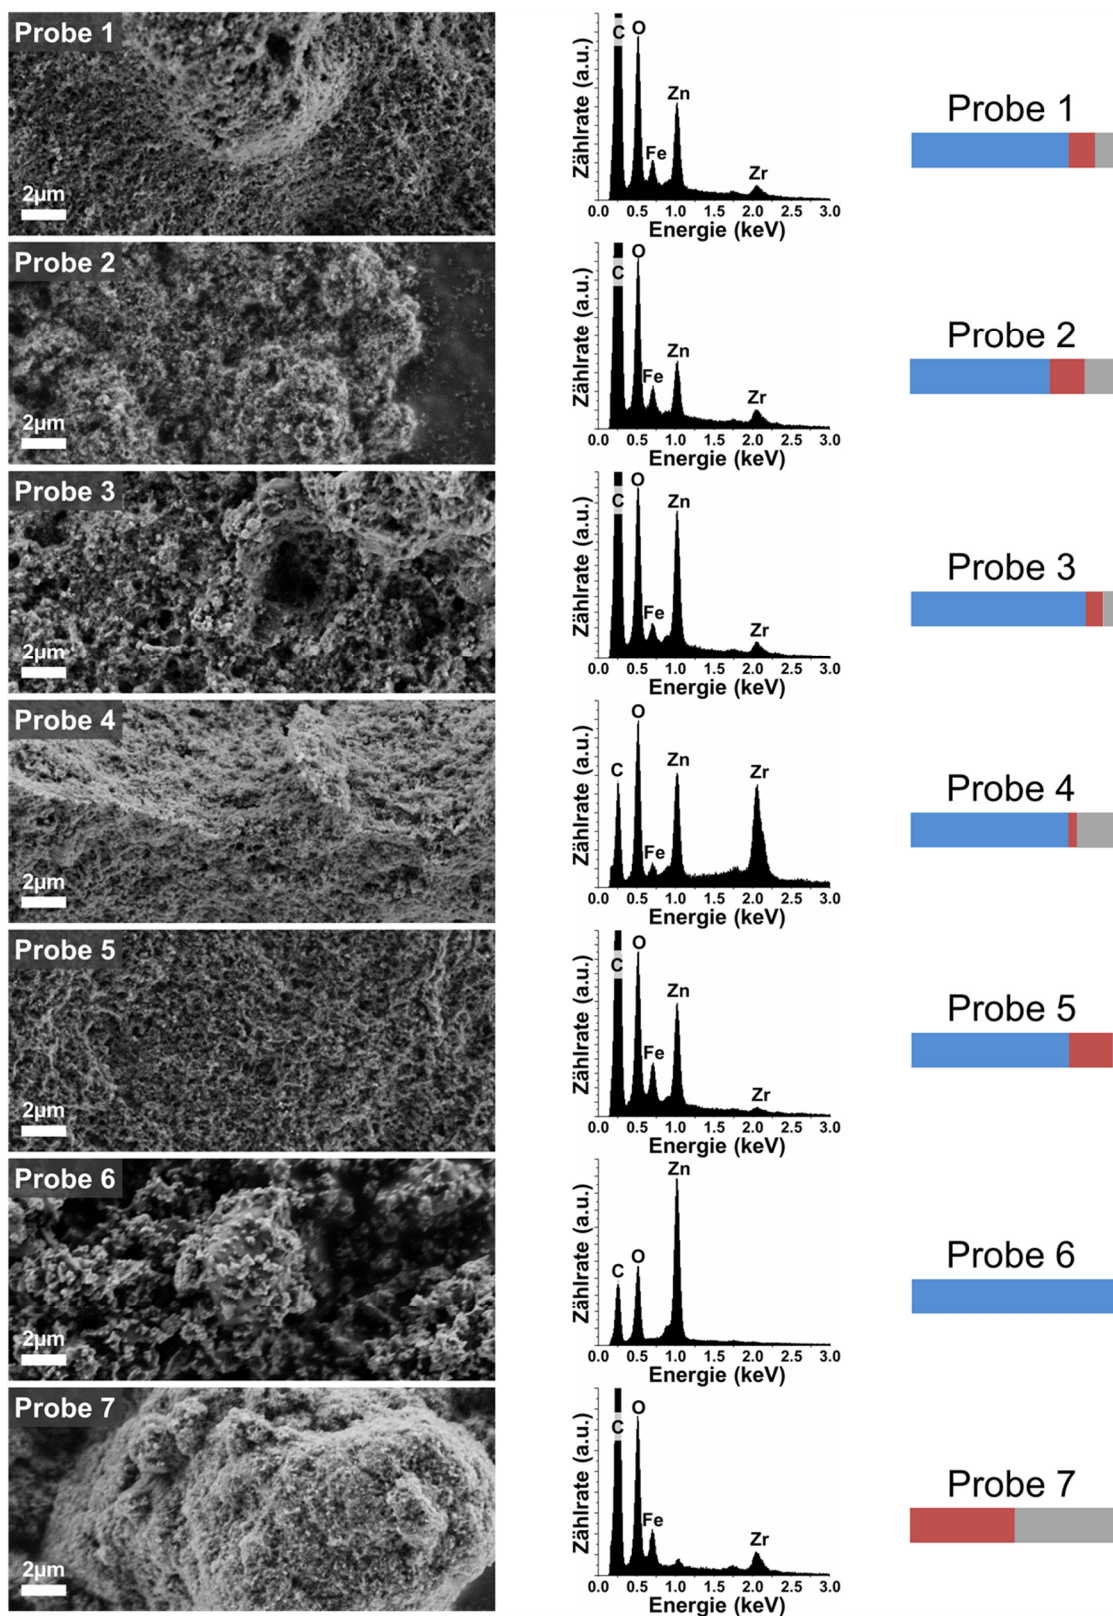 Probe 1
2µm
Zählrate (a.u.)
C
O
Fe
Zn
Zr
0.0 0.5 1.0 1.5 2.0 2.5 3.0
Energie (keV)
Probe 1
Probe 2
2µm
Zählrate (a.u.)
C
O
Fe
Zn
Zr
0.0 0.5 1.0 1.5 2.0 2.5 3.0
Energie (keV)
Probe 2
Probe 3
2µm
Zählrate (a.u.)
C
O
Fe
Zn
Zr
0.0 0.5 1.0 1.5 2.0 2.5 3.0
Energie (keV)
Probe 3
Probe 4
2µm
Zählrate (a.u.)
C
O
Fe
Zn
Zr
0.0 0.5 1.0 1.5 2.0 2.5 3.0
Energie (keV)
Probe 4
Probe 5
2µm
Zählrate (a.u.)
C
O
Fe
Zn
Zr
0.0 0.5 1.0 1.5 2.0 2.5 3.0
Energie (keV)
Probe 5
Probe 6
2µm
Zählrate (a.u.)
C
O
Zn
0.0 0.5 1.0 1.5 2.0 2.5 3.0
Energie (keV)
Probe 6
Probe 7
2µm
Zählrate (a.u.)
C
O
Fe
Zr
0.0 0.5 1.0 1.5 2.0 2.5 3.0
Energie (keV)
Probe 7